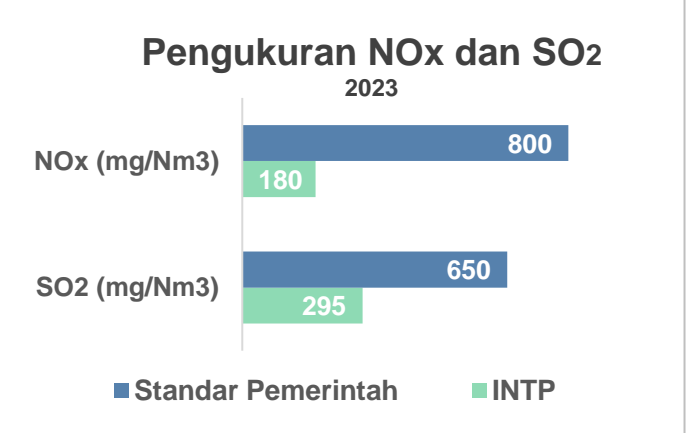 Pengukuran NOx dan SO2
2023
NOx (mg/Nm3)
800
180
SO2 (mg/Nm3)
650
295
Standar Pemerintah
INTP